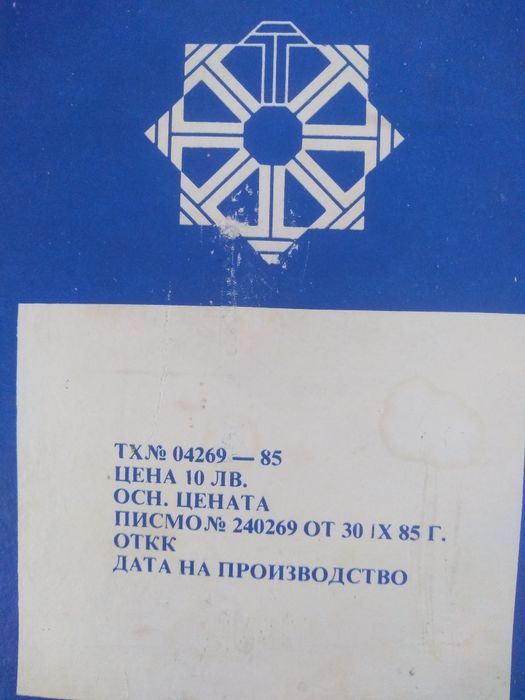 ТХ№ 04269 — 85
ЦЕНА 10 ЛВ.
ОСН. ЦЕНАТА
ПИСМО№ 240269 ОТ 30 IX 85 Г.
ОТКК
ДАТА НА ПРОИЗВОДСТВО